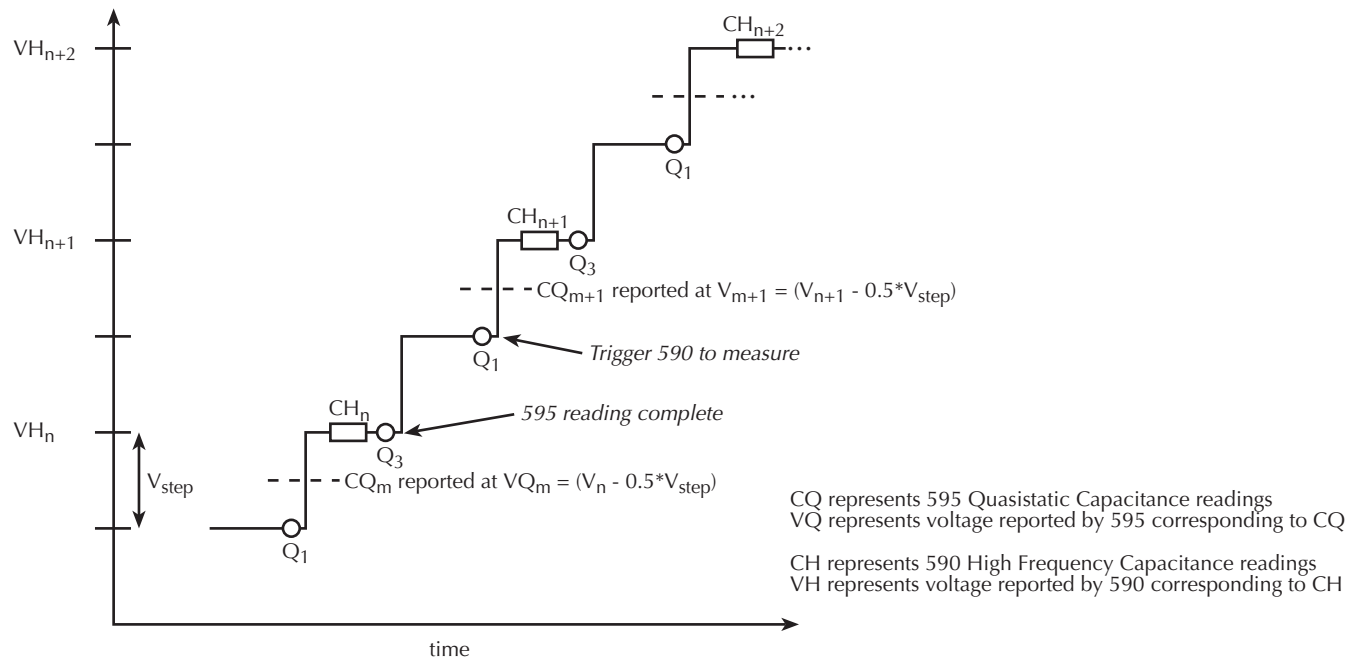 CHn+2
VHn+2
...
...
Q1
CHn+1
VHn+1
Q3
CQm+1 reported at Vm+1 = (Vn+1 - 0.5*Vstep)
Trigger 590 to measure
Q1
CHn
595 reading complete
VHn
Q3
Vstep
CQm reported at VQm = (Vn - 0.5*Vstep)
CQ represents 595 Quasistatic Capacitance readings
VQ represents voltage reported by 595 corresponding to CQ
Q1
CH represents 590 High Frequency Capacitance readings
VH represents voltage reported by 590 corresponding to CH
time